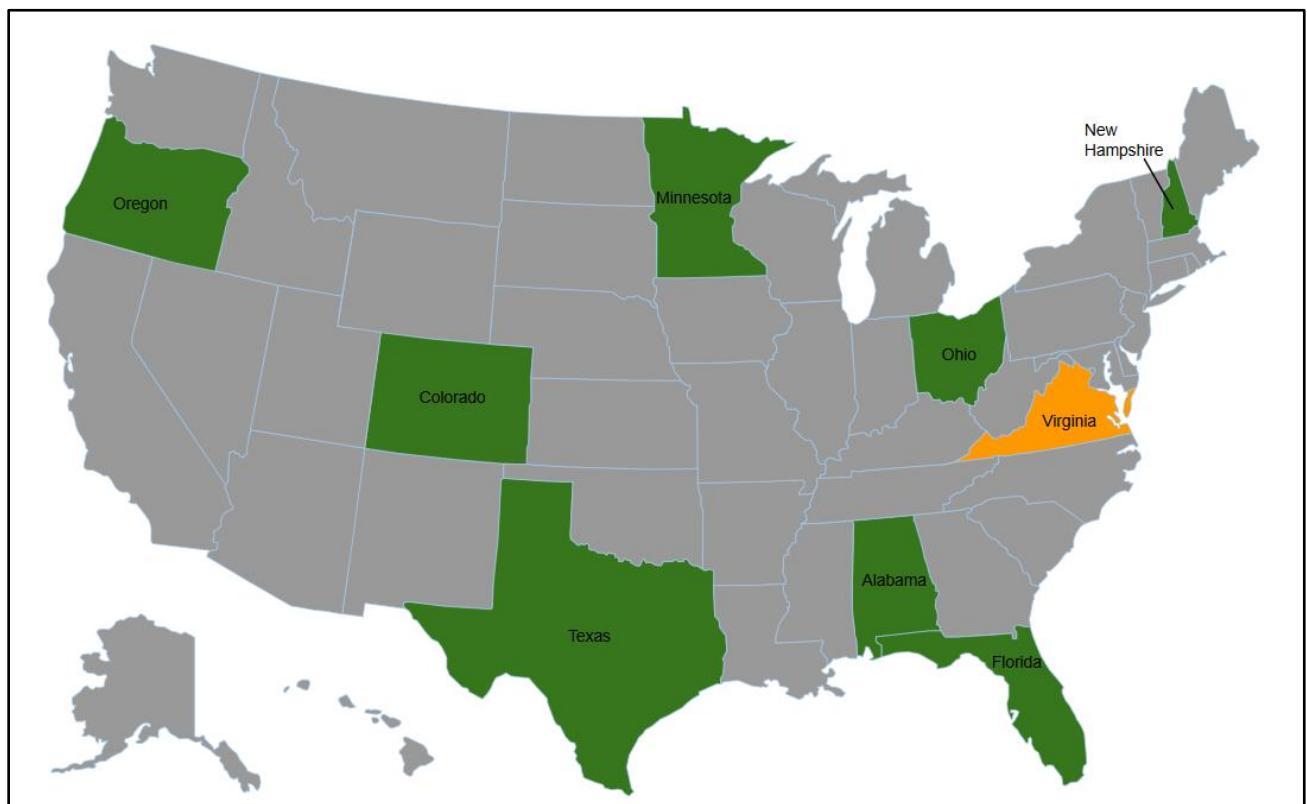 New
Hampshire
Minnesota
Oregon
Ohio
Colorado
Virginia
Alabama
Texas
Florida